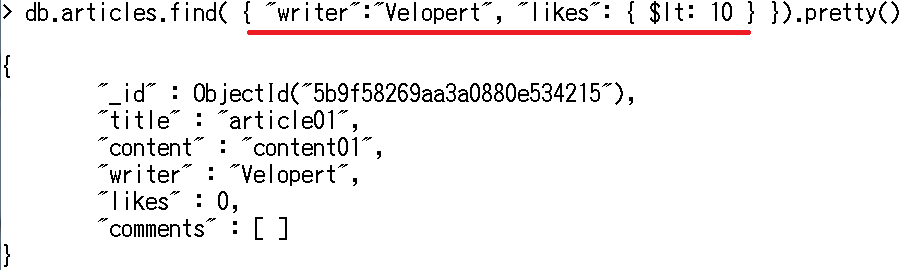 > db.articles.find( { "writer":"Velopert", "likes": { $lt: 10 } }).pretty()
{
"_id" : ObjectId("5b9f58269aa3a0880e534215"),
"title" : "article01",
"content" : "content01",
"writer" : "Velopert",
"likes" : 0,
"comments" : [ ]
}